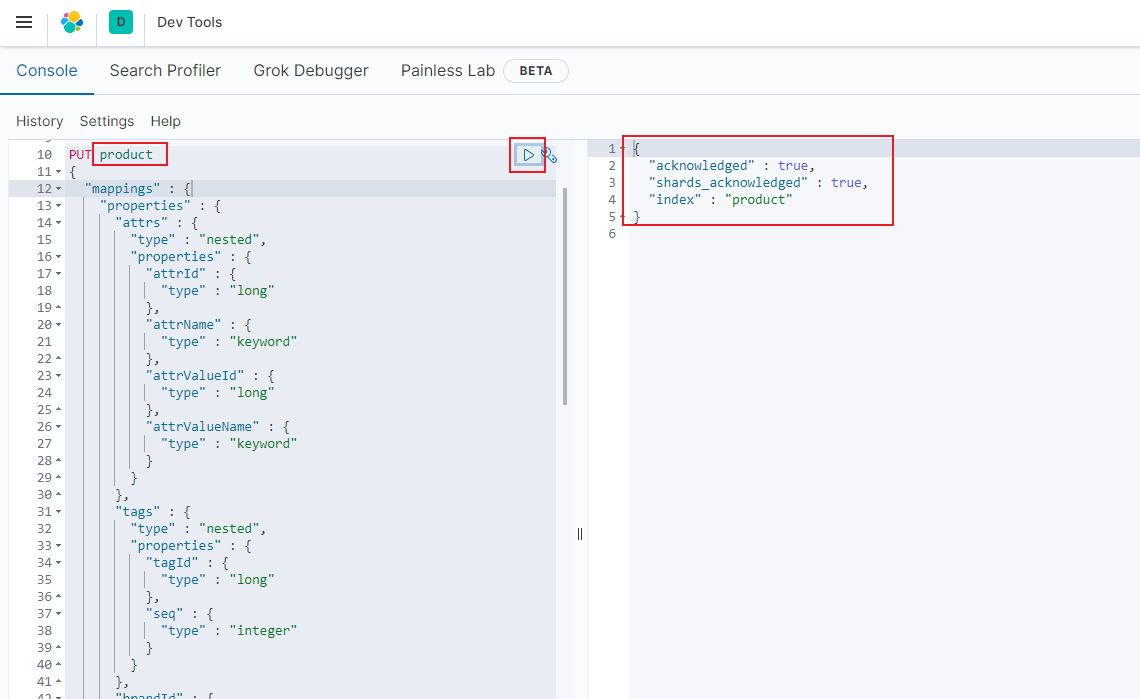 D
Dev Tools
Console
Search Profiler
Grok Debugger
Painless Lab
BETA
History
Settings
Help
10 PUT product
11 {
12 "mappings" : {
13 "properties" : {
14 "attrs" : {
15 "type" : "nested",
16 "properties" : {
17 "attrId" : {
18 "type" : "long"
19 },
20 "attrName" : {
21 "type" : "keyword"
22 },
23 "attrValueId" : {
24 "type" : "long"
25 },
26 "attrValueName" : {
27 "type" : "keyword"
28 }
29 }
30 },
31 "tags" : {
32 "type" : "nested",
33 "properties" : {
34 "tagId" : {
35 "type" : "long"
36 },
37 "seq" : {
38 "type" : "integer"
39 }
40 }
41 },
42 "brandId" : {
1 {
2 "acknowledged" : true,
3 "shards_acknowledged" : true,
4 "index" : "product"
5 }
6